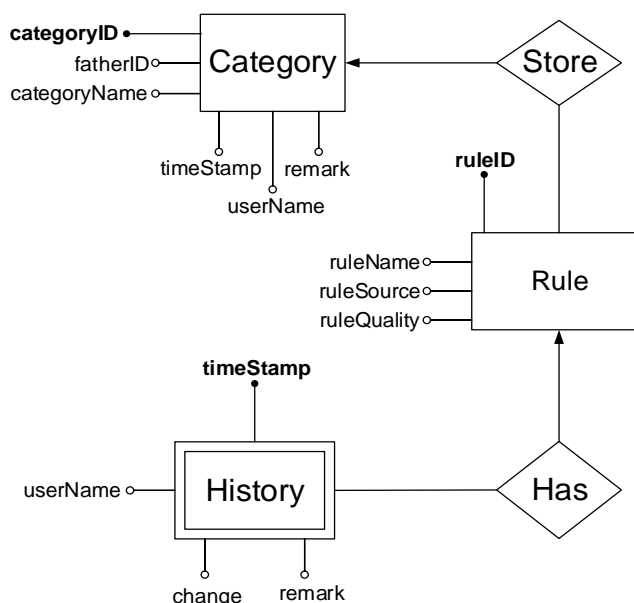 categoryID
fatherID
categoryName
Category
Store
timeStamp
remark
userName
ruleID
ruleName
ruleSource
ruleQuality
Rule
timeStamp
userName
History
Has
change
remark